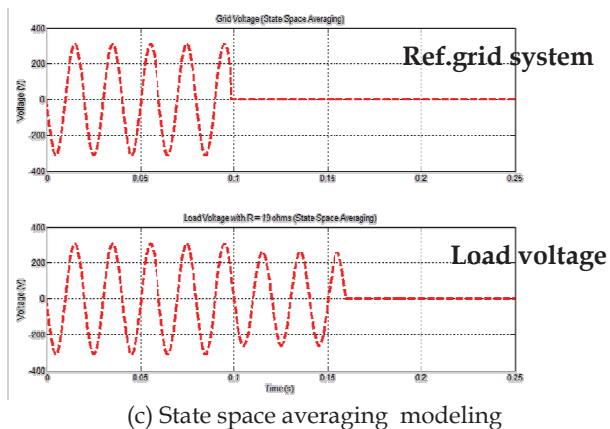 Grid Voltage (State Space Averaging)
Ref.grid system
400
200
0
-200
-400
Voltage (V)
0
0.05
0.1
0.15
0.2
0.25
Load Voltage with R = 19 ohms (State Space Averaging)
Load voltage
400
200
0
-200
-400
Voltage (V)
0
0.05
0.1
0.15
0.2
0.25
Time(s)
(c) State space averaging modeling